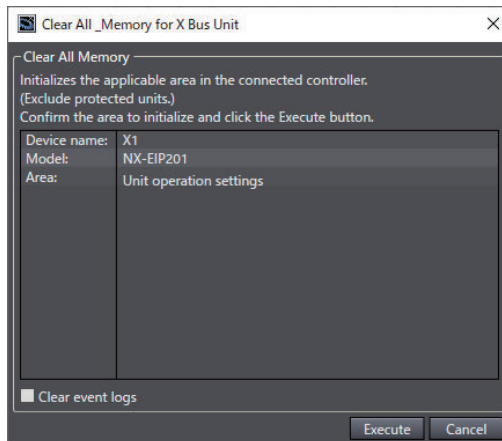 Clear All _Memory for X Bus Unit
Clear All Memory
Initializes the applicable area in the connected controller.
(Exclude protected units.)
Confirm the area to initialize and click the Execute button.
Device name: X1
Model: NX-EIP201
Area: Unit operation settings
Clear event logs
Execute Cancel